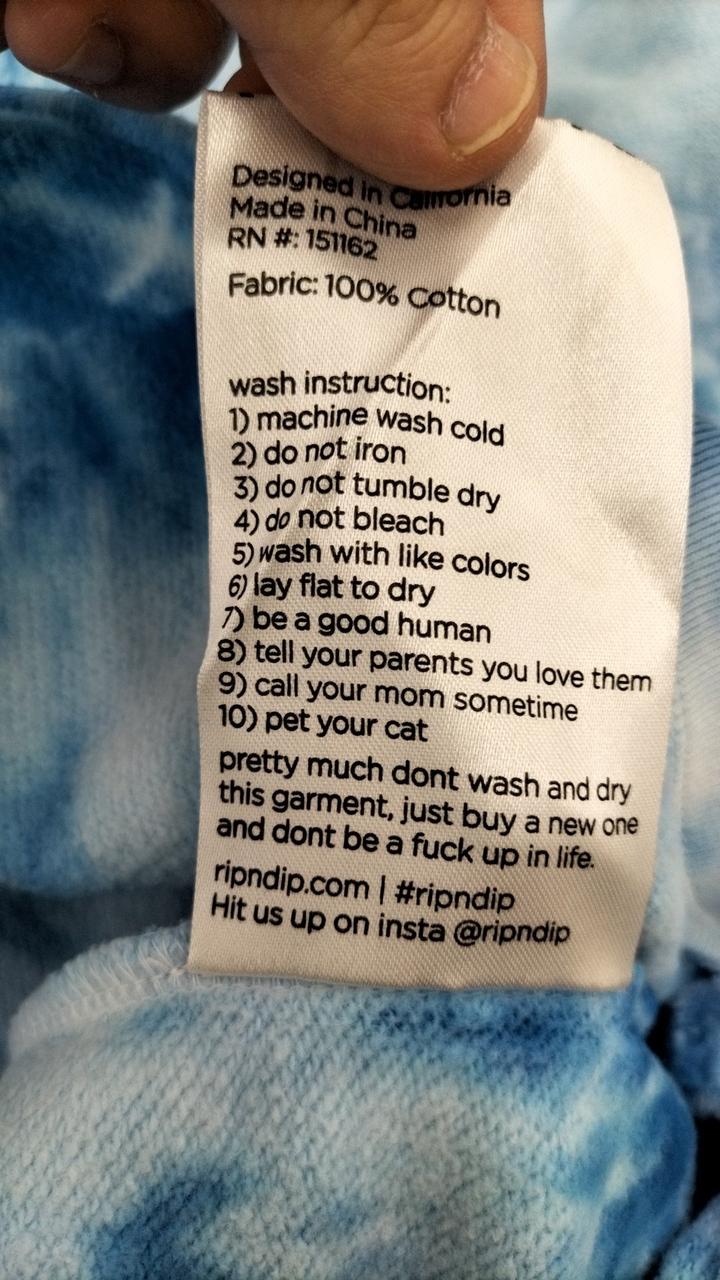 Designed in California
Made in China
RN #: 151162
Fabric: 100% Cotton
wash instruction:
1) machine wash cold
2) do not iron
3) do not tumble dry
4) do not bleach
5) wash with like colors
6) lay flat to dry
7) be a good human
8) tell your parents you love them
9) call your mom sometime
10) pet your cat
pretty much dont wash and dry
this garment, just buy a new one
and dont be a fuck up in life.
ripndip.com | #ripndip
Hit us up on insta @ripndip